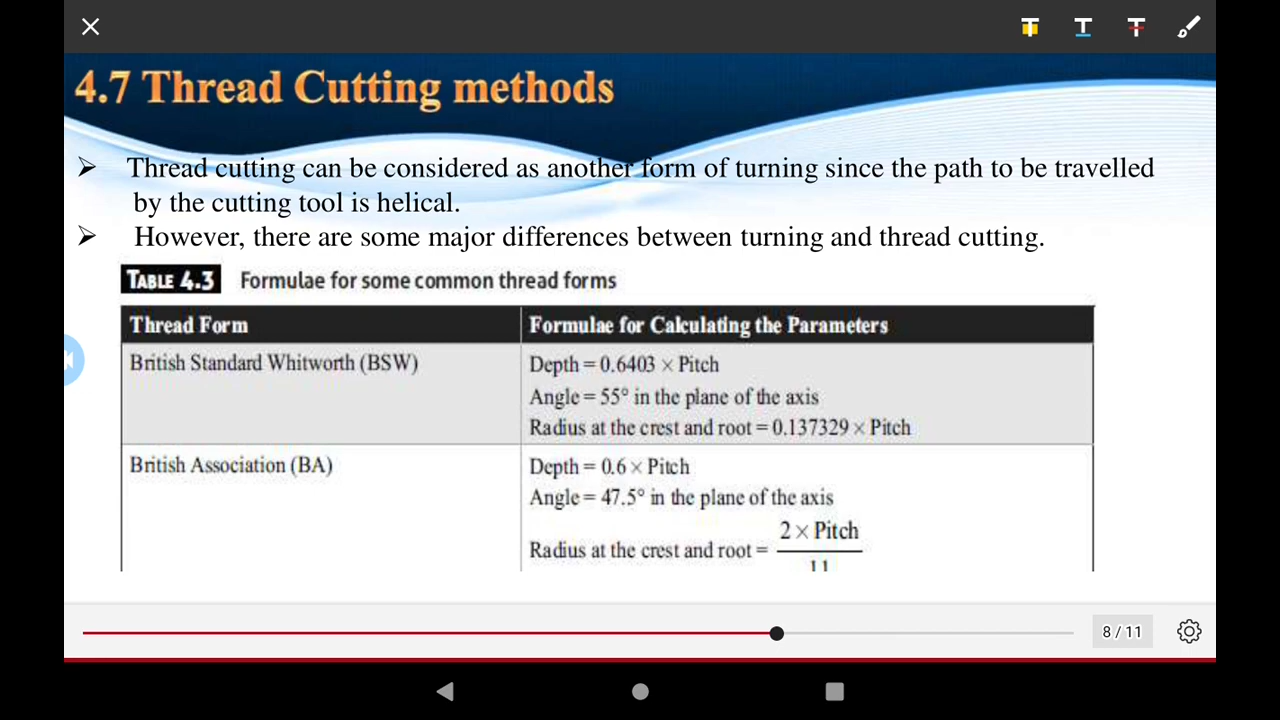 4.7 Thread Cutting methods
➢ Thread cutting can be considered as another form of turning since the path to be travelled
by the cutting tool is helical.
➢ However, there are some major differences between turning and thread cutting.
TABLE 4.3 Formulae for some common thread forms
Thread Form Formulae for Calculating the Parameters
British Standard Whitworth (BSW) Depth = 0.6403 × Pitch
Angle = 55° in the plane of the axis
Radius at the crest and root = 0.137329 × Pitch
British Association (BA) Depth = 0.6 × Pitch
Angle = 47.5° in the plane of the axis
2 × Pitch
Radius at the crest and root =
11
8 / 11